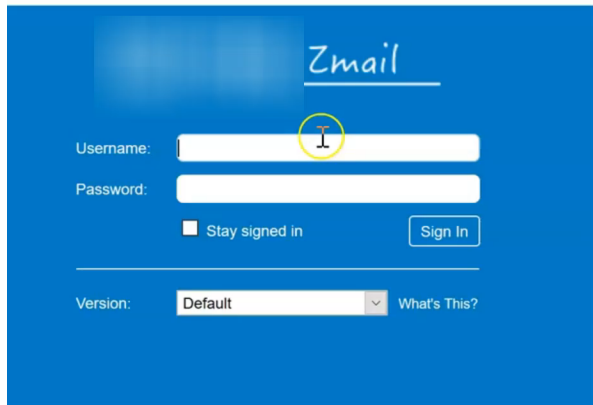 Zmail
Username:
Password:
Stay signed in
Sign In
Version:
Default
What's This?